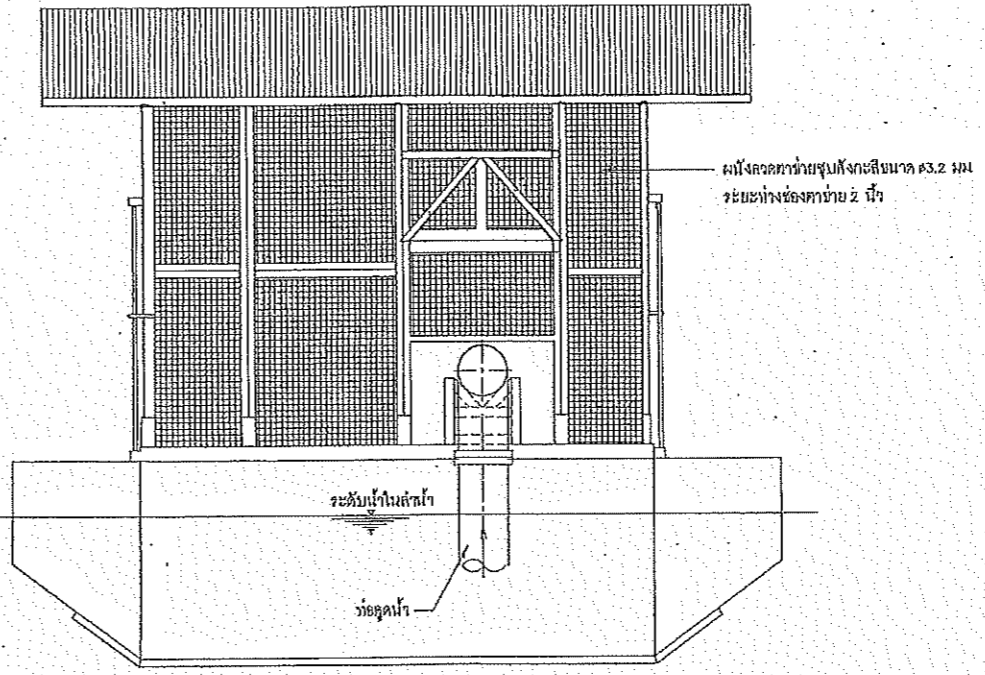 ผนังลวดตาข่ายชุบสังกะสีขนาด ø3.2 มม
ระยะห่างช่องตาข่าย 2 นิ้ว
ระดับน้ำในลำน้ำ
ท่อดูดน้ำ